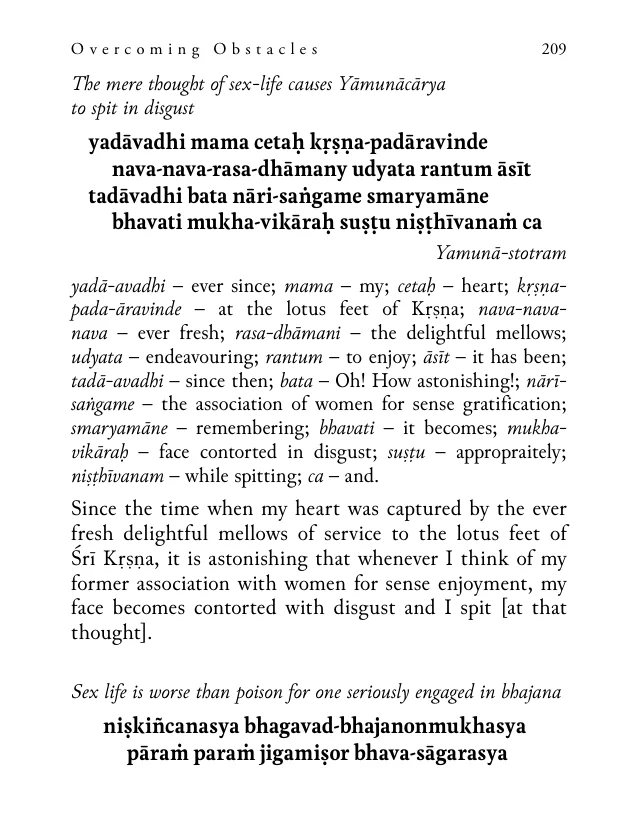 Overcoming Obstacles 209
The mere thought of sex-life causes Yāmunācārya
to spit in disgust
yadāvadhi mama cetaḥ kṛṣṇa-padāravinde
nava-nava-rasa-dhāmany udyata rantum āsīt
tadāvadhi bata nāri-saṅgame smaryamāne
bhavati mukha-vikāraḥ suṣṭu niṣṭhīvanaṁ ca
Yamunā-stotram
yadā-avadhi – ever since; mama – my; cetaḥ – heart; kṛṣṇa-
pada-āravinde – at the lotus feet of Kṛṣṇa; nava-nava-
nava – ever fresh; rasa-dhāmani – the delightful mellows;
udyata – endeavouring; rantum – to enjoy; āsīt – it has been;
tadā-avadhi – since then; bata – Oh! How astonishing!; nārī-
saṅgame – the association of women for sense gratification;
smaryamāne – remembering; bhavati – it becomes; mukha-
vikāraḥ – face contorted in disgust; suṣṭu – appropraitely;
niṣṭhīvanam – while spitting; ca – and.
Since the time when my heart was captured by the ever
fresh delightful mellows of service to the lotus feet of
Śrī Kṛṣṇa, it is astonishing that whenever I think of my
former association with women for sense enjoyment, my
face becomes contorted with disgust and I spit [at that
thought].
Sex life is worse than poison for one seriously engaged in bhajana
niṣkiñcanasya bhagavad-bhajanonmukhasya
pāraṁ paraṁ jigamiṣor bhava-sāgarasya